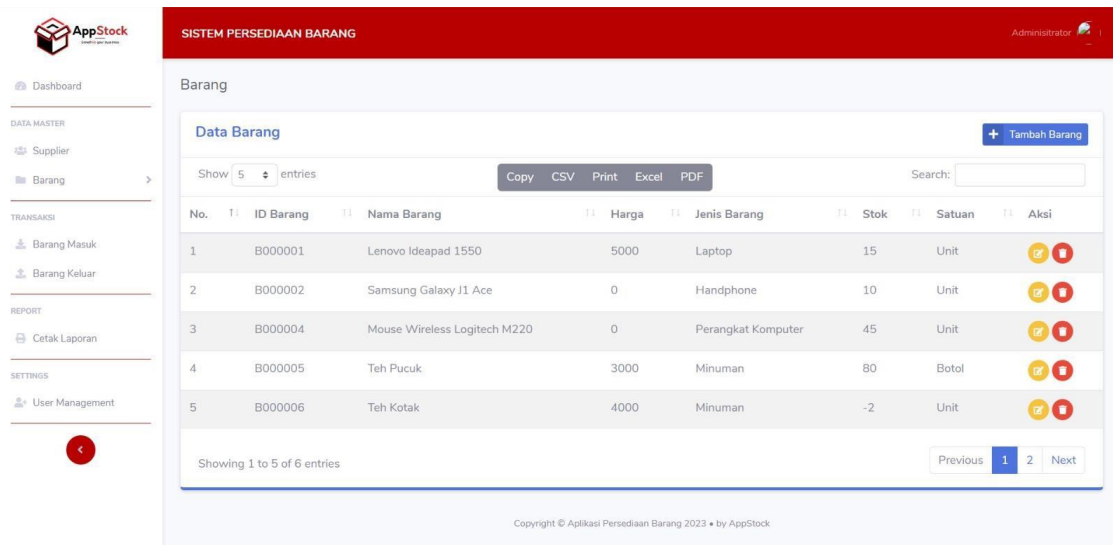 AppStock
SISTEM PERSEDIAAN BARANG
Adminisitrator
Dashboard
DATA MASTER
Supplier
Barang
TRANSAKSI
Barang Masuk
Barang Keluar
REPORT
Cetak Laporan
SETTINGS
User Management
Barang
Data Barang
+ Tambah Barang
Show 5 entries
Copy CSV Print Excel PDF
Search:
No. ID Barang Nama Barang Harga Jenis Barang Stok Satuan Aksi
1 B000001 Lenovo Ideapad 1550 5000 Laptop 15 Unit
2 B000002 Samsung Galaxy J1 Ace 0 Handphone 10 Unit
3 B000004 Mouse Wireless Logitech M220 0 Perangkat Komputer 45 Unit
4 B000005 Teh Pucuk 3000 Minuman 80 Botol
5 B000006 Teh Kotak 4000 Minuman -2 Unit
Showing 1 to 5 of 6 entries
Previous 1 2 Next
Copyright © Aplikasi Persediaan Barang 2023 • by AppStock